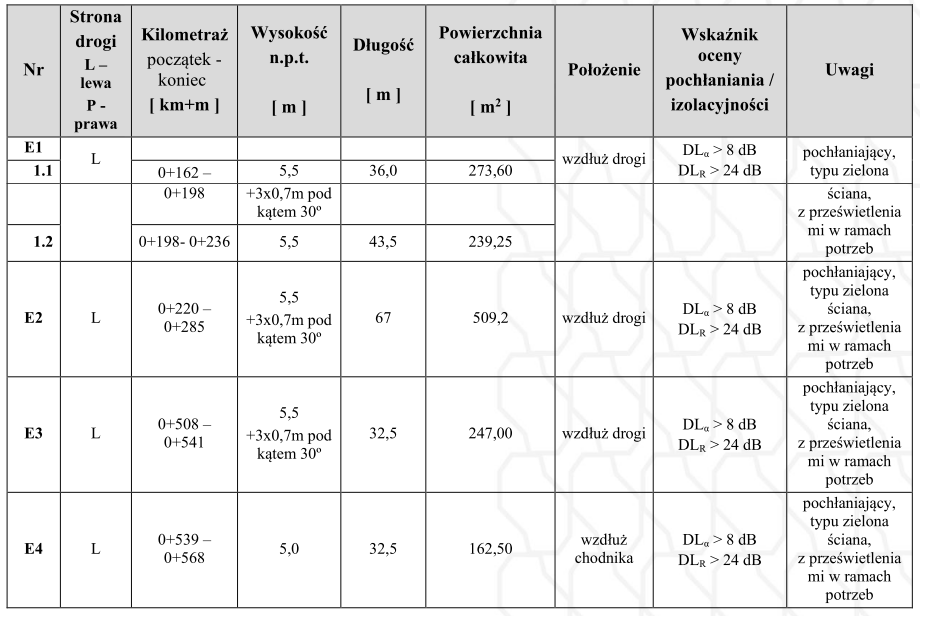 Nr
Strona
drogi
L –
lewa
P -
prawa
Kilometraż
początek -
koniec
[ km+m ]
Wysokość
n.p.t.
[ m ]
Długość
[ m ]
Powierzchnia
całkowita
[ m² ]
Położenie
Wskaźnik
oceny
pochłaniania /
izolacyjności
Uwagi
E1
L
wzdłuż drogi
DLα > 8 dB
DLR > 24 dB
pochłaniający,
typu zielona
1.1
0+162 –
5,5
36,0
273,60
0+198
+3x0,7m pod
kątem 30º
ściana,
z prześwietlenia
mi w ramach
potrzeb
1.2
0+198- 0+236
5,5
43,5
239,25
E2
L
0+220 –
0+285
5,5
+3x0,7m pod
kątem 30º
67
509,2
wzdłuż drogi
DLα > 8 dB
DLR > 24 dB
pochłaniający,
typu zielona
ściana,
z prześwietlenia
mi w ramach
potrzeb
E3
L
0+508 –
0+541
5,5
+3x0,7m pod
kątem 30º
32,5
247,00
wzdłuż drogi
DLα > 8 dB
DLR > 24 dB
pochłaniający,
typu zielona
ściana,
z prześwietlenia
mi w ramach
potrzeb
E4
L
0+539 –
0+568
5,0
32,5
162,50
wzdłuż
chodnika
DLα > 8 dB
DLR > 24 dB
pochłaniający,
typu zielona
ściana,
z prześwietlenia
mi w ramach
potrzeb